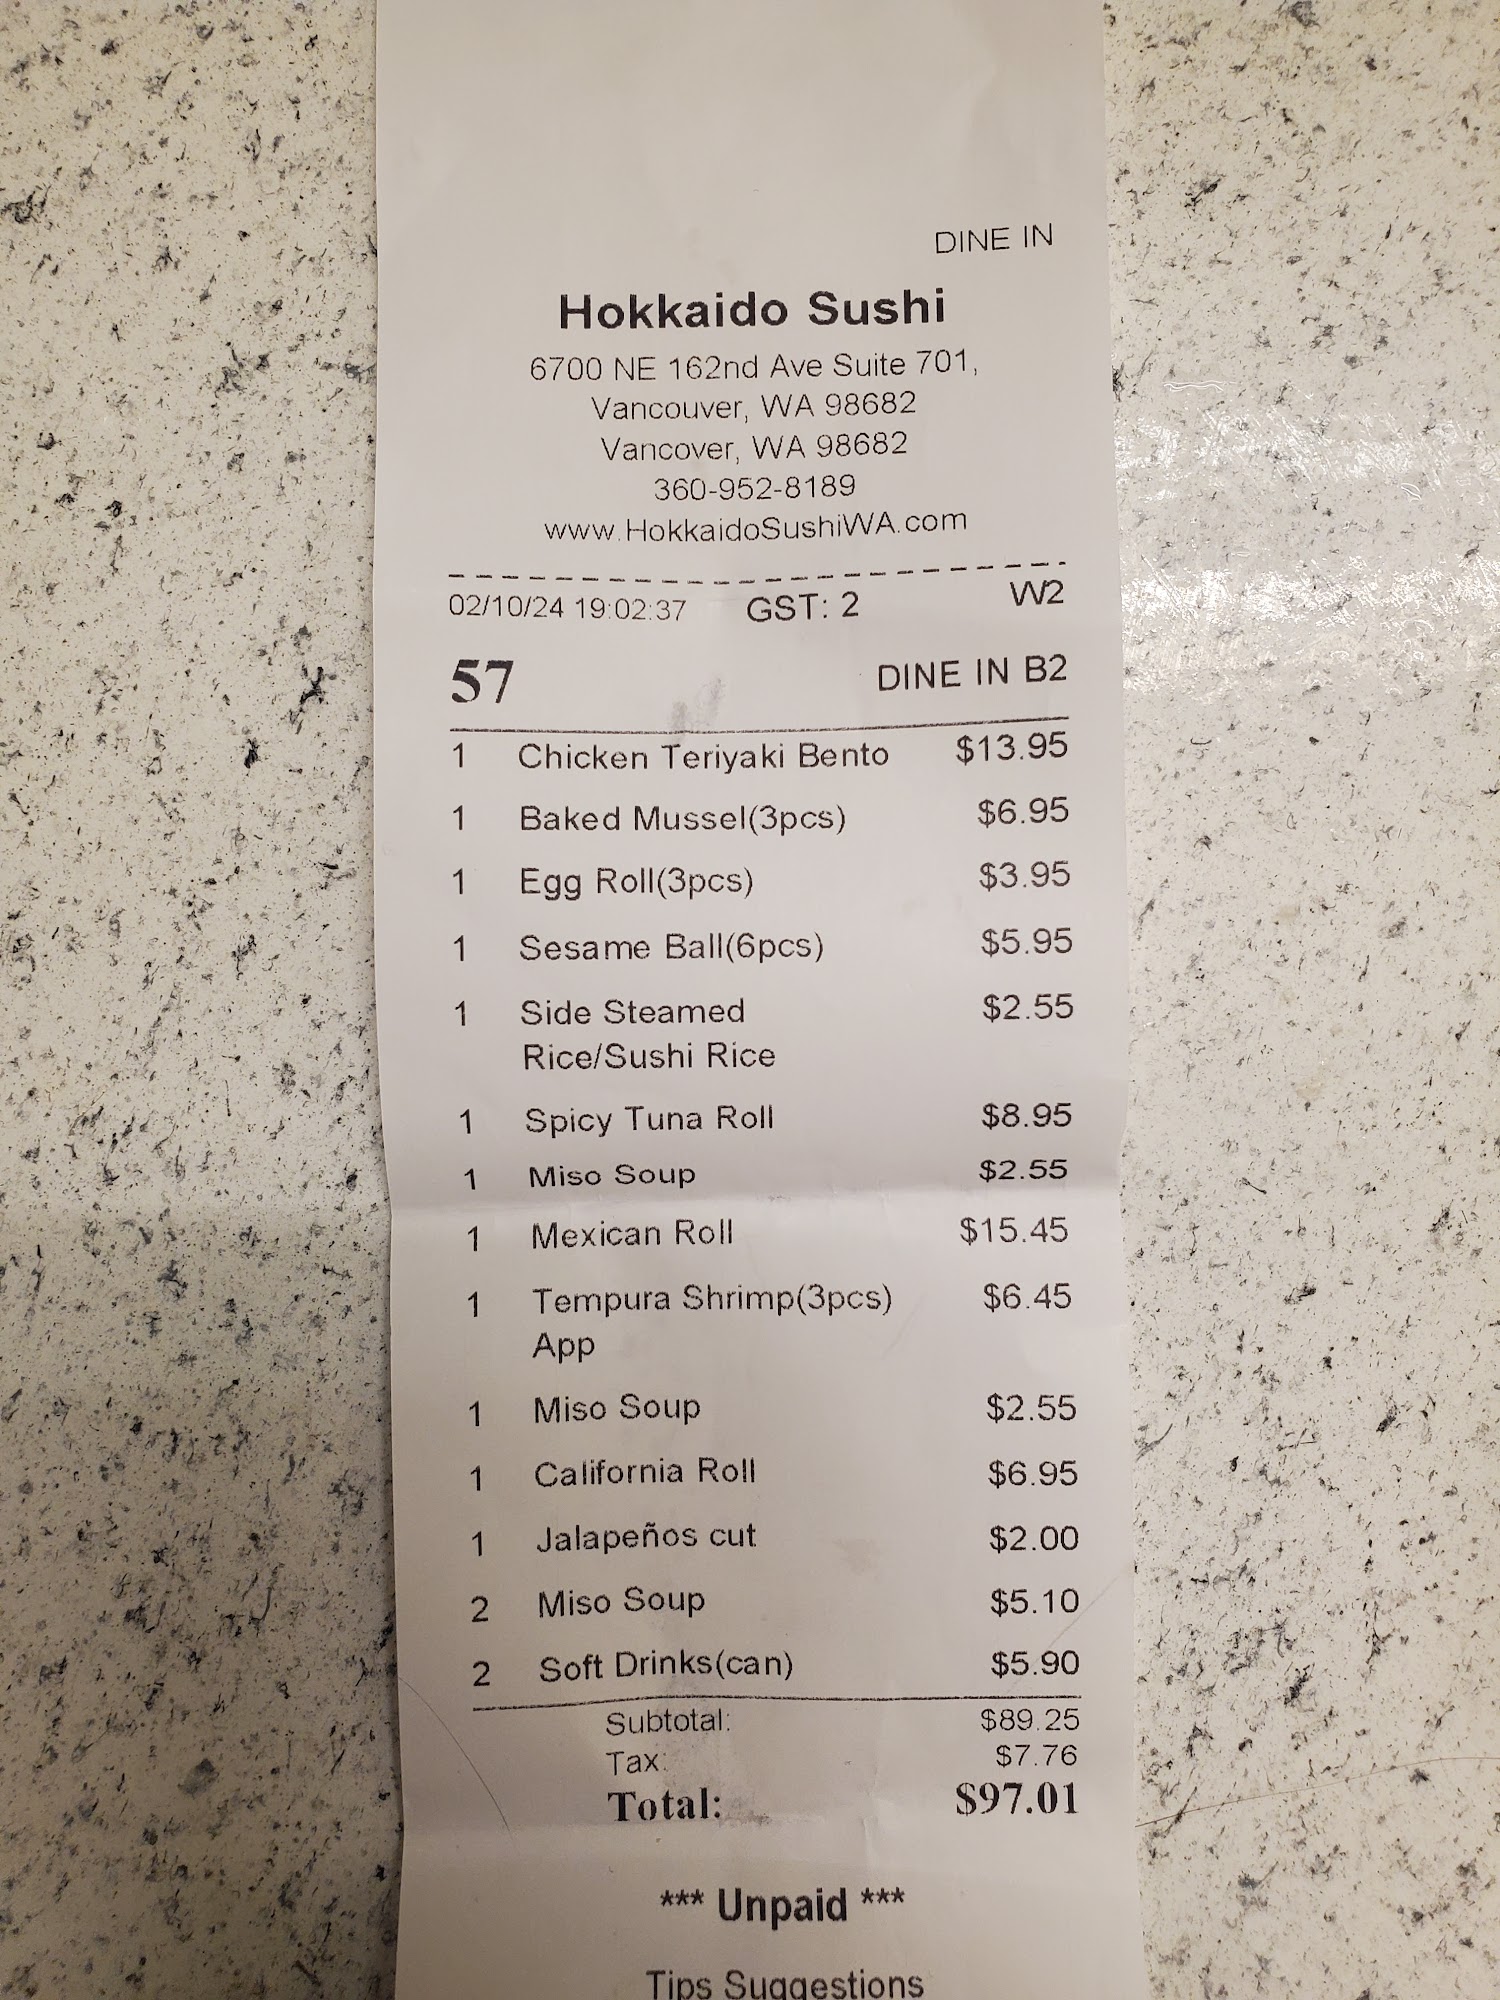 DINE IN
Hokkaido Sushi
6700 NE 162nd Ave Suite 701,
Vancouver, WA 98682
Vancover, WA 98682
360-952-8189
www.HokkaidoSushiWA.com
02/10/24 19:02:37 GST: 2 W2
57 DINE IN B2
1 Chicken Teriyaki Bento $13.95
1 Baked Mussel(3pcs) $6.95
1 Egg Roll(3pcs) $3.95
1 Sesame Ball(6pcs) $5.95
1 Side Steamed $2.55
Rice/Sushi Rice
1 Spicy Tuna Roll $8.95
1 Miso Soup $2.55
1 Mexican Roll $15.45
1 Tempura Shrimp(3pcs) $6.45
App
1 Miso Soup $2.55
1 California Roll $6.95
1 Jalapeños cut $2.00
2 Miso Soup $5.10
2 Soft Drinks(can) $5.90
Subtotal: $89.25
Tax: $7.76
Total: $97.01
*** Unpaid ***
Tips Suggestions